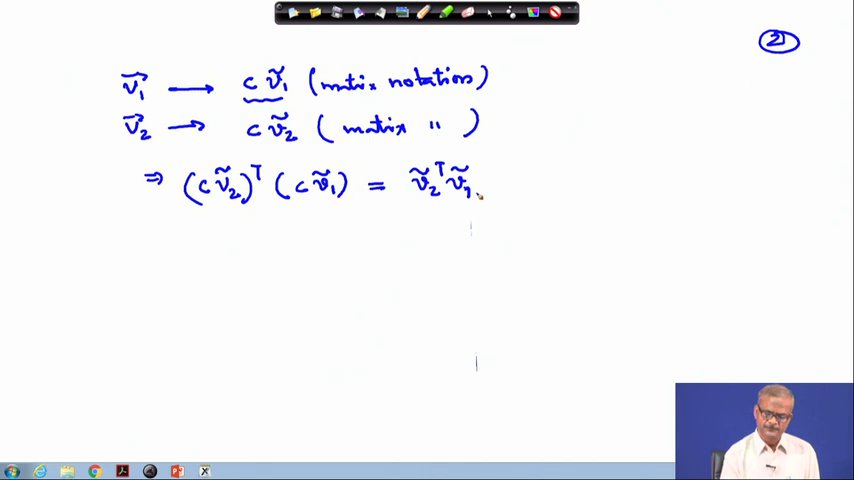 ②
v⃗₁ → c ṽ₁ (matrix notation)
v⃗₂ → c ṽ₂ (matrix ")
⇒ (c ṽ₂)ᵀ (c ṽ₁) = ṽ₂ᵀ ṽ₁